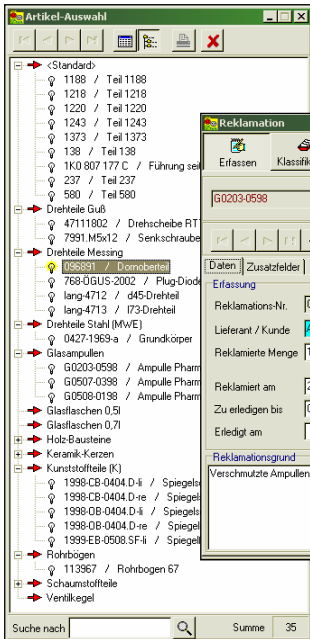 Artikel-Auswahl
<Standard>
1188 / Teil 1188
1218 / Teil 1218
1220 / Teil 1220
1243 / Teil 1243
1373 / Teil 1373
138 / Teil 138
1K0 807 177 C / Führung seit
237 / Teil 237
580 / Teil 580
Drehteile Guß
47111802 / Drehscheibe RT1
7991.M5x12 / Senkschraube
Drehteile Messing
096891 / Domoberteil
768-ÖGUS-2002 / Plug-Diode
lang-4712 / d45-Drehteil
lang-4713 / l73-Drehteil
Drehteile Stahl (MWE)
0427-1969-a / Grundkörper
Glasampullen
G0203-0598 / Ampulle Pharm
G0507-0398 / Ampulle Pharm
G0508-0198 / Ampulle Pharm
Glasflaschen 0,5l
Glasflaschen 0,7l
Holz-Bausteine
Keramik-Kerzen
Kunststoffteile (K)
1998-CB-0404.D-li / Spiegels
1998-CB-0404.D-re / Spiegel
1998-OB-0404.D-li / Spiegels
1998-OB-0404.D-re / Spiegel
1999-EB-0508.SF-li / Spiegel
Rohrbögen
113967 / Rohrbogen 67
Schaumstoffteile
Ventilkegel
Suche nach
Summe 35
Reklamation
Erfassen Klassifik
G0203-0598
Daten Zusatzfelder
Erfassung
Reklamations-Nr.
Lieferant / Kunde
Reklamierte Menge 1
Reklamiert am 2
Zu erledigen bis 0
Erledigt am
Reklamationsgrund
Verschmutzte Ampullen